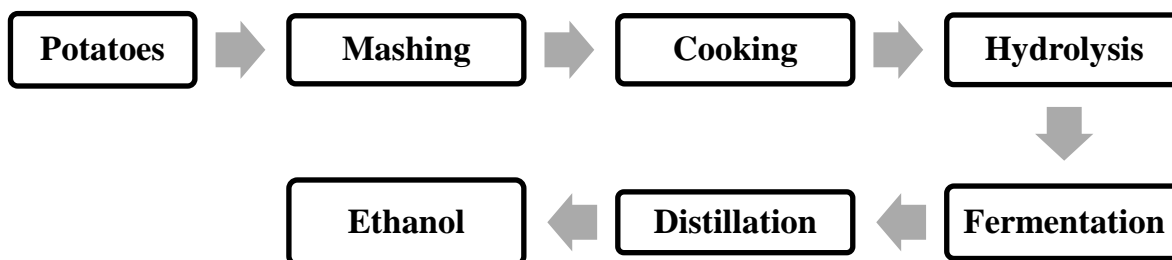 Potatoes
Mashing
Cooking
Hydrolysis
Fermentation
Distillation
Ethanol